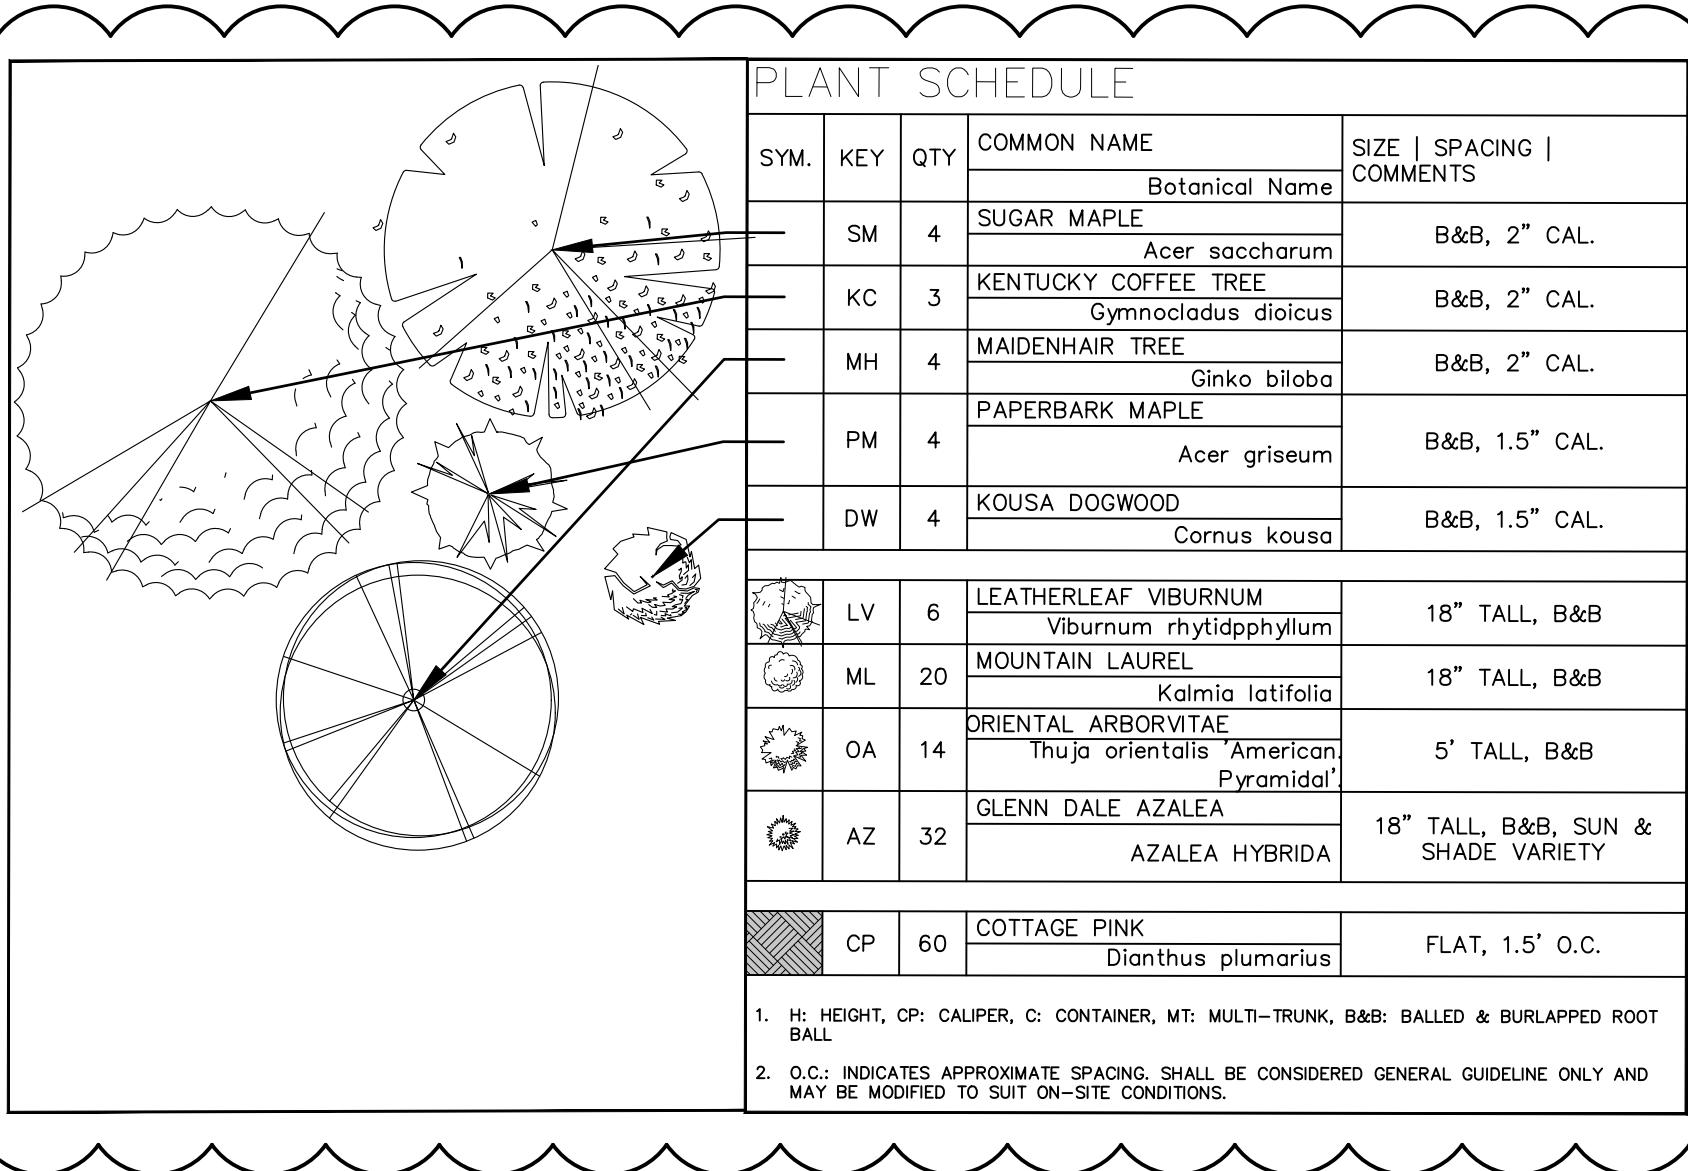 PLANT SCHEDULE
SYM. KEY QTY COMMON NAME
Botanical Name
SIZE | SPACING |
COMMENTS
SM 4 SUGAR MAPLE
Acer saccharum
B&B, 2” CAL.
KC 3 KENTUCKY COFFEE TREE
Gymnocladus dioicus
B&B, 2” CAL.
MH 4 MAIDENHAIR TREE
Ginko biloba
B&B, 2” CAL.
PM 4 PAPERBARK MAPLE
Acer griseum
B&B, 1.5” CAL.
DW 4 KOUSA DOGWOOD
Cornus kousa
B&B, 1.5” CAL.
LV 6 LEATHERLEAF VIBURNUM
Viburnum rhytidpphyllum
18” TALL, B&B
ML 20 MOUNTAIN LAUREL
Kalmia latifolia
18” TALL, B&B
OA 14 ORIENTAL ARBORVITAE
Thuja orientalis 'American.
Pyramidal'.
5’ TALL, B&B
AZ 32 GLENN DALE AZALEA
AZALEA HYBRIDA
18” TALL, B&B, SUN &
SHADE VARIETY
CP 60 COTTAGE PINK
Dianthus plumarius
FLAT, 1.5’ O.C.
1. H: HEIGHT, CP: CALIPER, C: CONTAINER, MT: MULTI-TRUNK, B&B: BALLED & BURLAPPED ROOT
BALL
2. O.C.: INDICATES APPROXIMATE SPACING. SHALL BE CONSIDERED GENERAL GUIDELINE ONLY AND
MAY BE MODIFIED TO SUIT ON-SITE CONDITIONS.